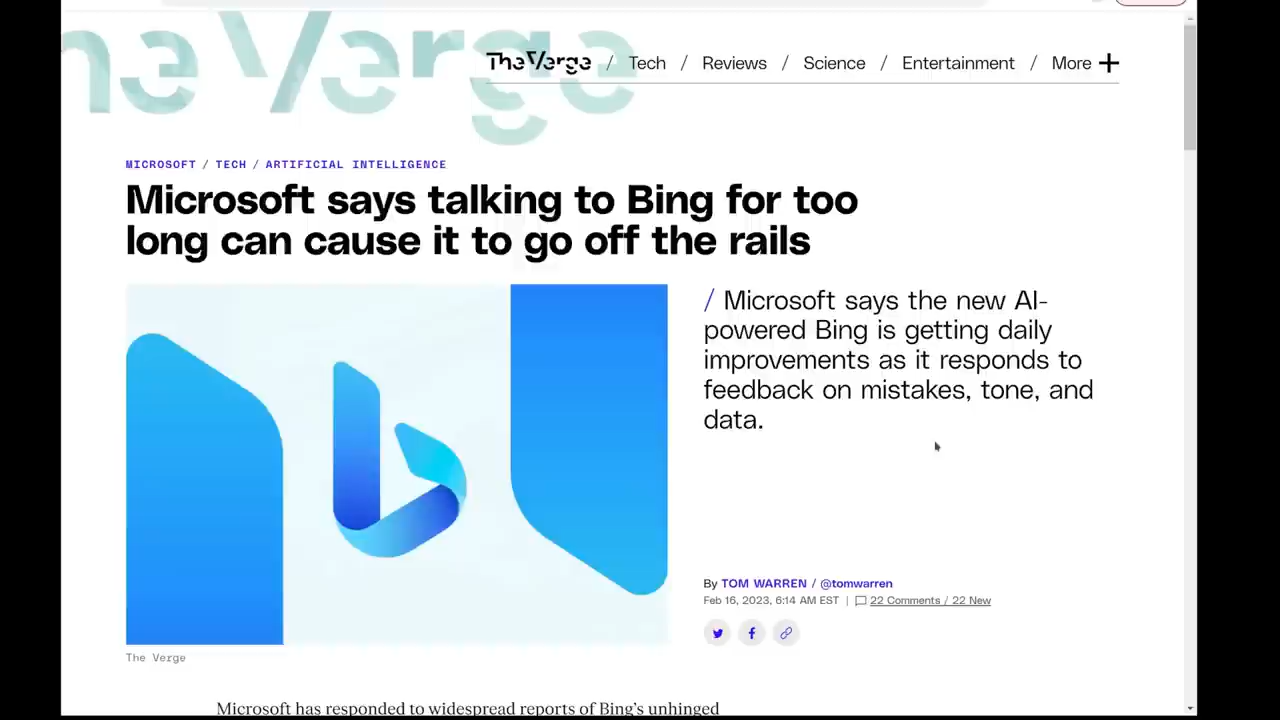 The Verge
The Verge / Tech / Reviews / Science / Entertainment / More +
MICROSOFT / TECH / ARTIFICIAL INTELLIGENCE
Microsoft says talking to Bing for too
long can cause it to go off the rails
/ Microsoft says the new AI-
powered Bing is getting daily
improvements as it responds to
feedback on mistakes, tone, and
data.
By TOM WARREN / @tomwarren
Feb 16, 2023, 6:14 AM EST | 22 Comments / 22 New
The Verge
Microsoft has responded to widespread reports of Bing’s unhinged